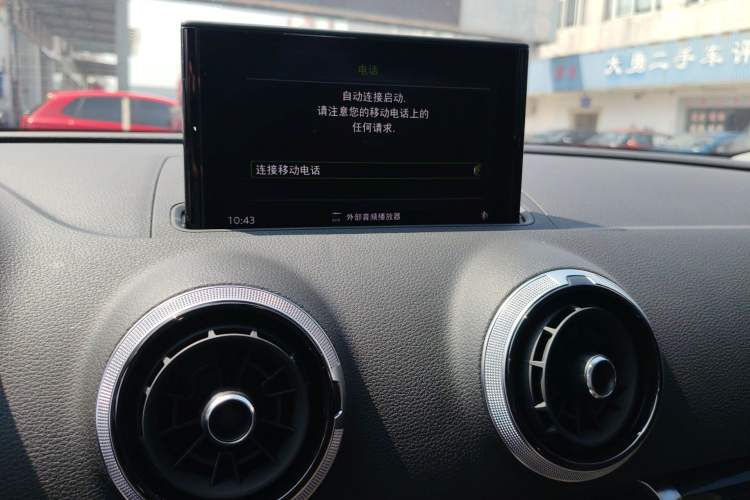 电话
自动连接启动.
请注意您的移动电话上的
任何请求.
连接移动电话
10:43
外部音频播放器
二手车评